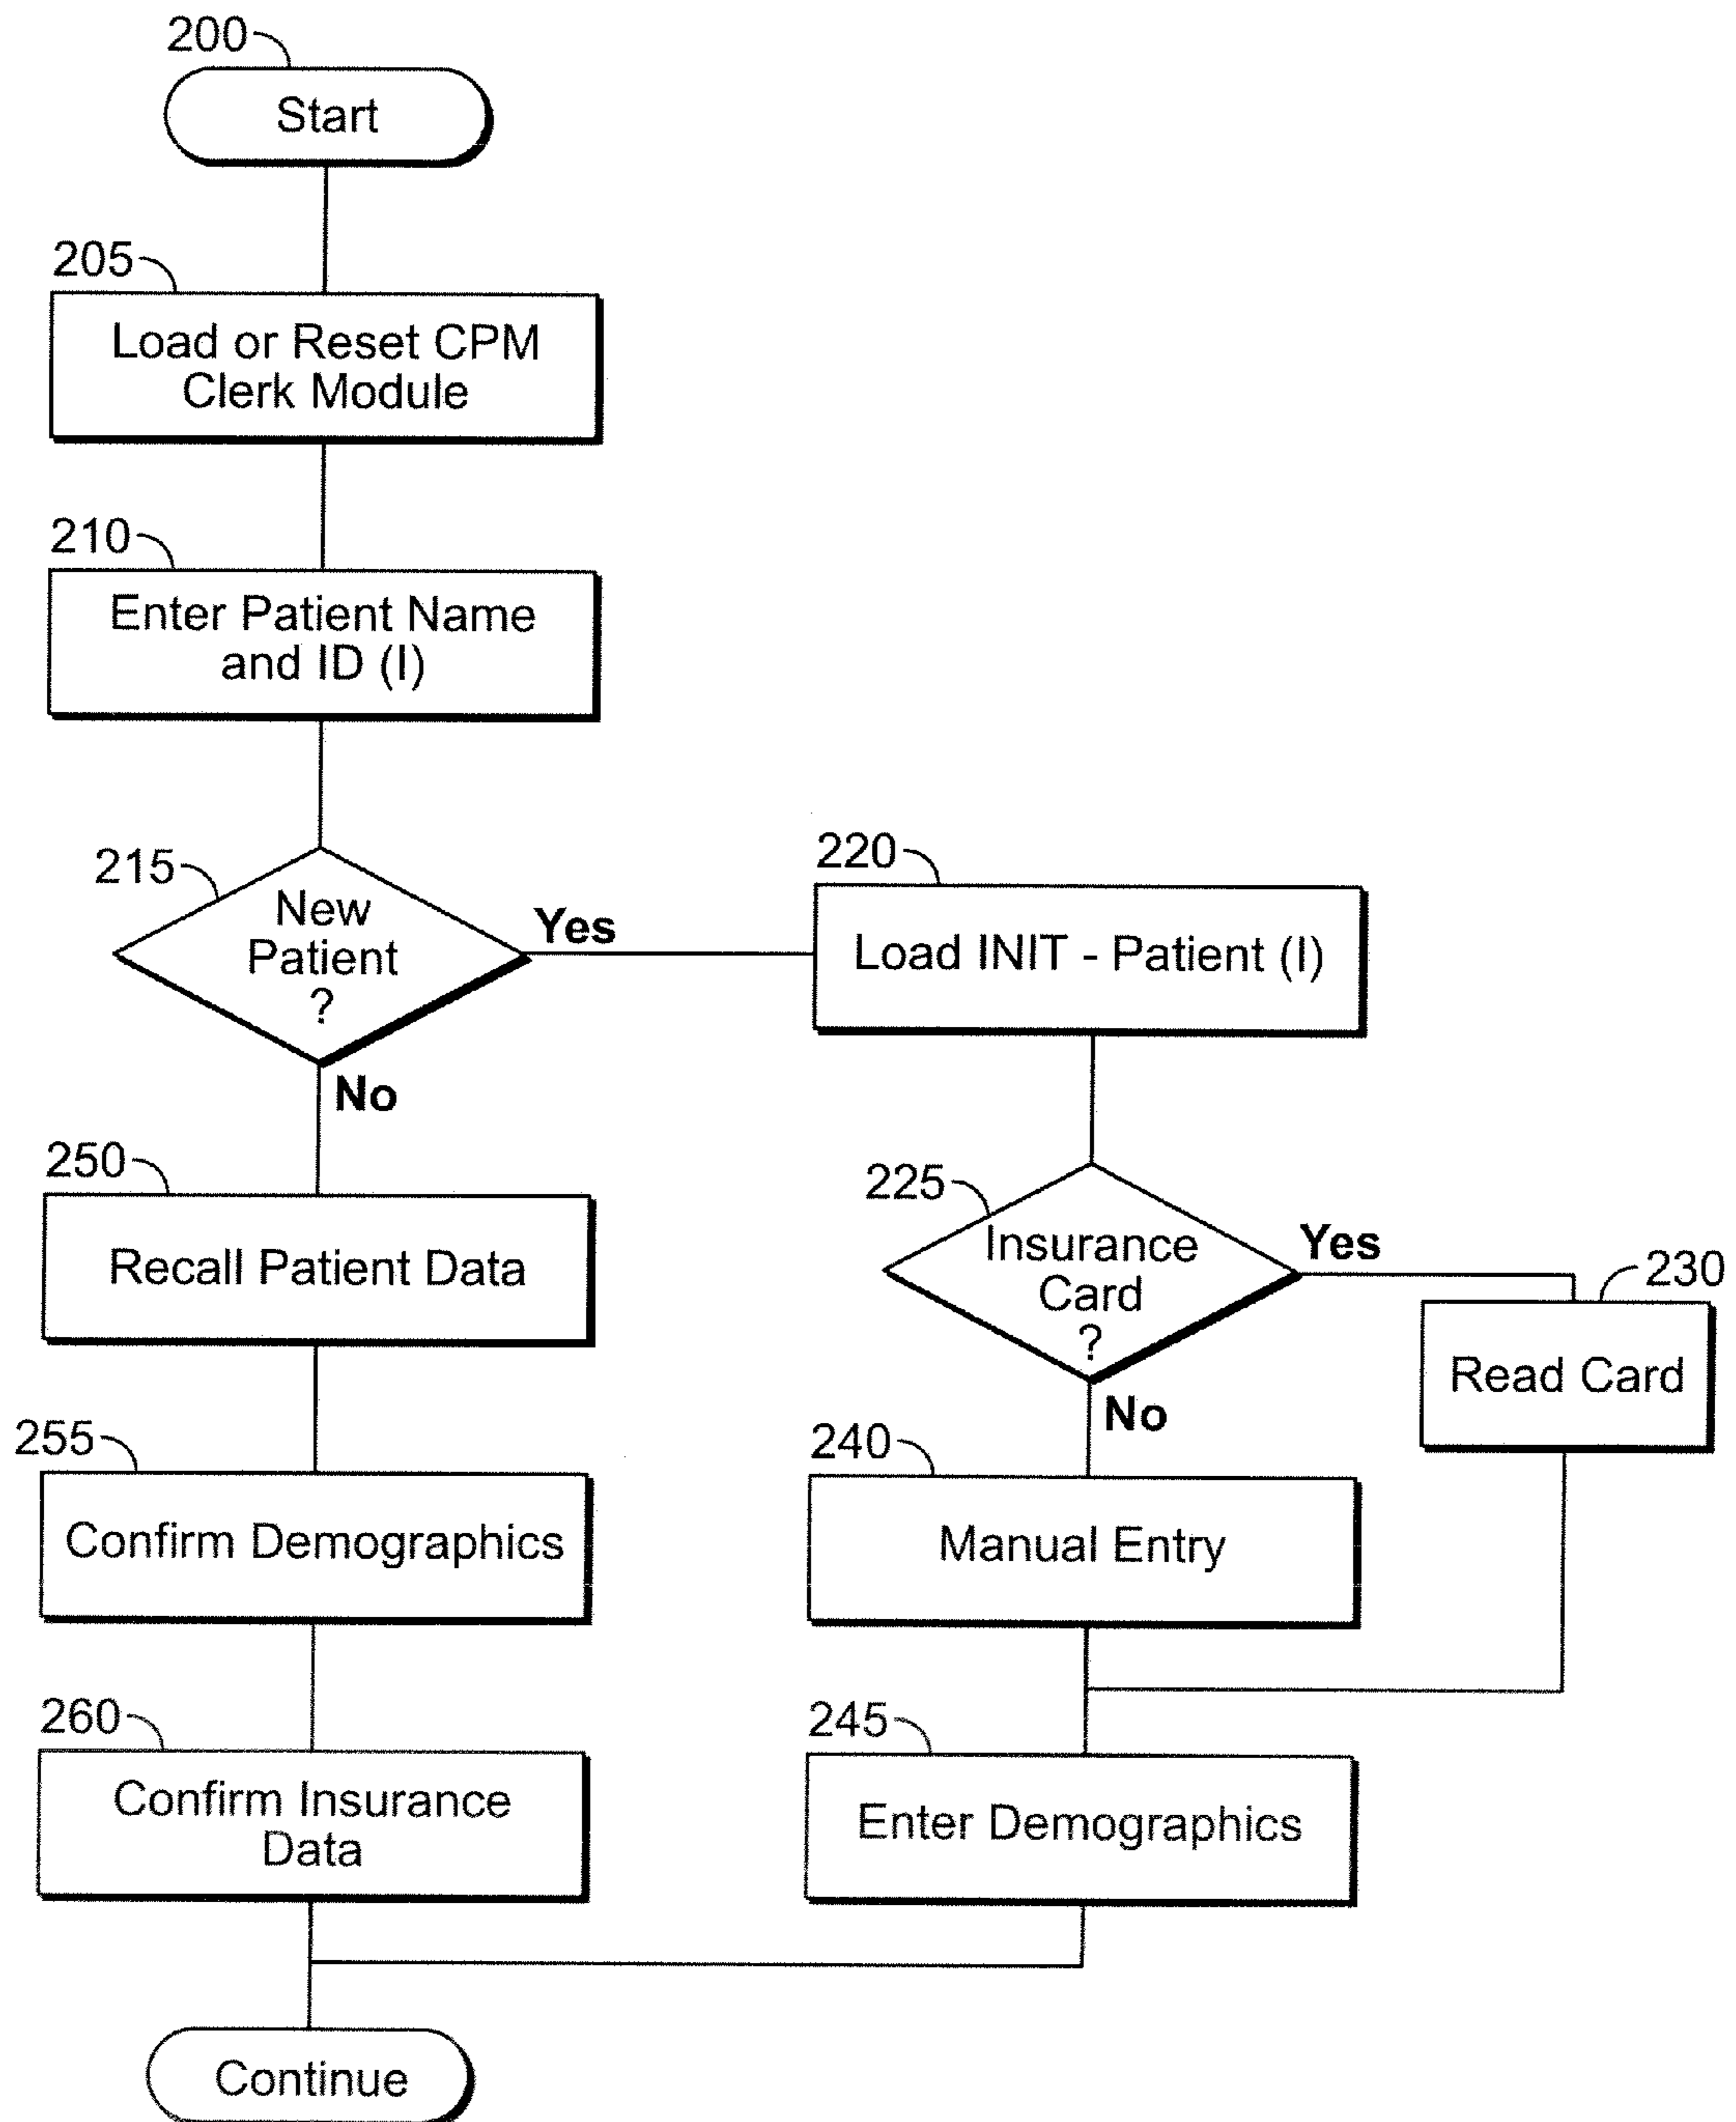 200
Start
205
Load or Reset CPM
Clerk Module
210
Enter Patient Name
and ID (I)
215
New
Patient
?
Yes
No
220
Load INIT - Patient (I)
225
Insurance
Card
?
Yes
No
230
Read Card
240
Manual Entry
245
Enter Demographics
250
Recall Patient Data
255
Confirm Demographics
260
Confirm Insurance
Data
Continue